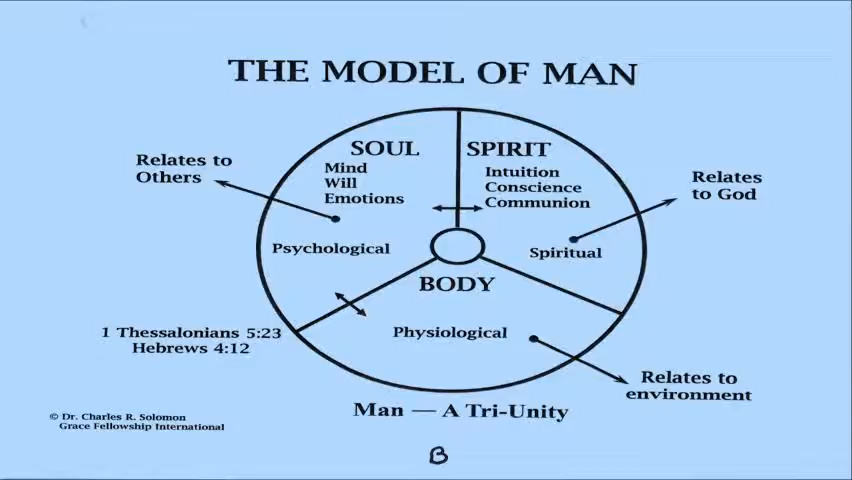 THE MODEL OF MAN
SOUL
SPIRIT
Relates to
Others
Mind
Will
Emotions
Intuition
Conscience
Communion
Relates
to God
Psychological
Spiritual
BODY
1 Thessalonians 5:23
Hebrews 4:12
Physiological
Relates to
environment
Man — A Tri-Unity
© Dr. Charles R. Solomon
Grace Fellowship International
B